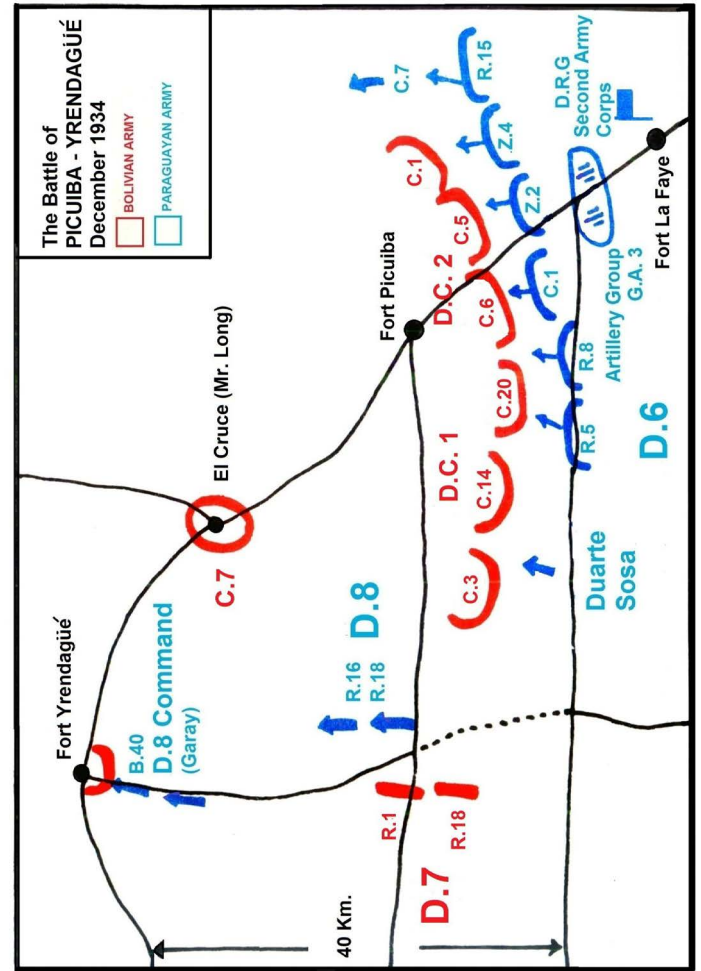 The Battle of
PICUIBA - YRENDAGÜÉ
December 1934
BOLIVIAN ARMY
PARAGUAYAN ARMY
Fort Yrendagüé
B.40
D.8 Command
(Garay)
El Cruce (Mr. Long)
C.7
R.16
R.18
D.8
R.1
R.18
D.7
40 Km.
Fort Picuiba
D.C. 2
D.C. 1
C.3
C.14
C.20
C.6
C.5
C.1
C.7
R.15
Z.4
Z.2
C.1
R.8
R.5
D.R.G
Second Army
Corps
Artillery Group
G.A. 3
Fort La Faye
D.6
Duarte
Sosa